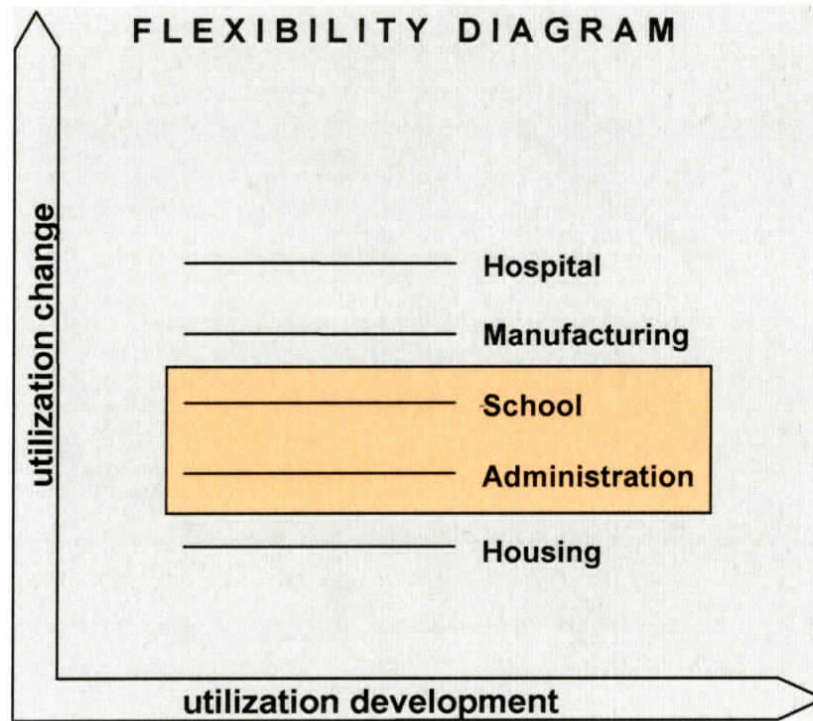 FLEXIBILITY DIAGRAM
utilization change
Hospital
Manufacturing
School
Administration
Housing
utilization development